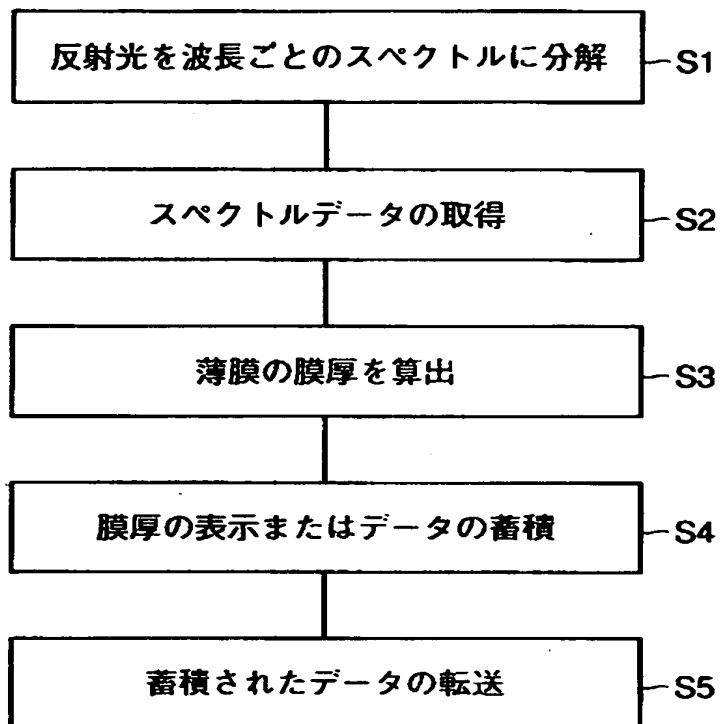 反射光を波長ごとのスペクトルに分解 S1
スペクトルデータの取得 S2
薄膜の膜厚を算出 S3
膜厚の表示またはデータの蓄積 S4
蓄積されたデータの転送 S5